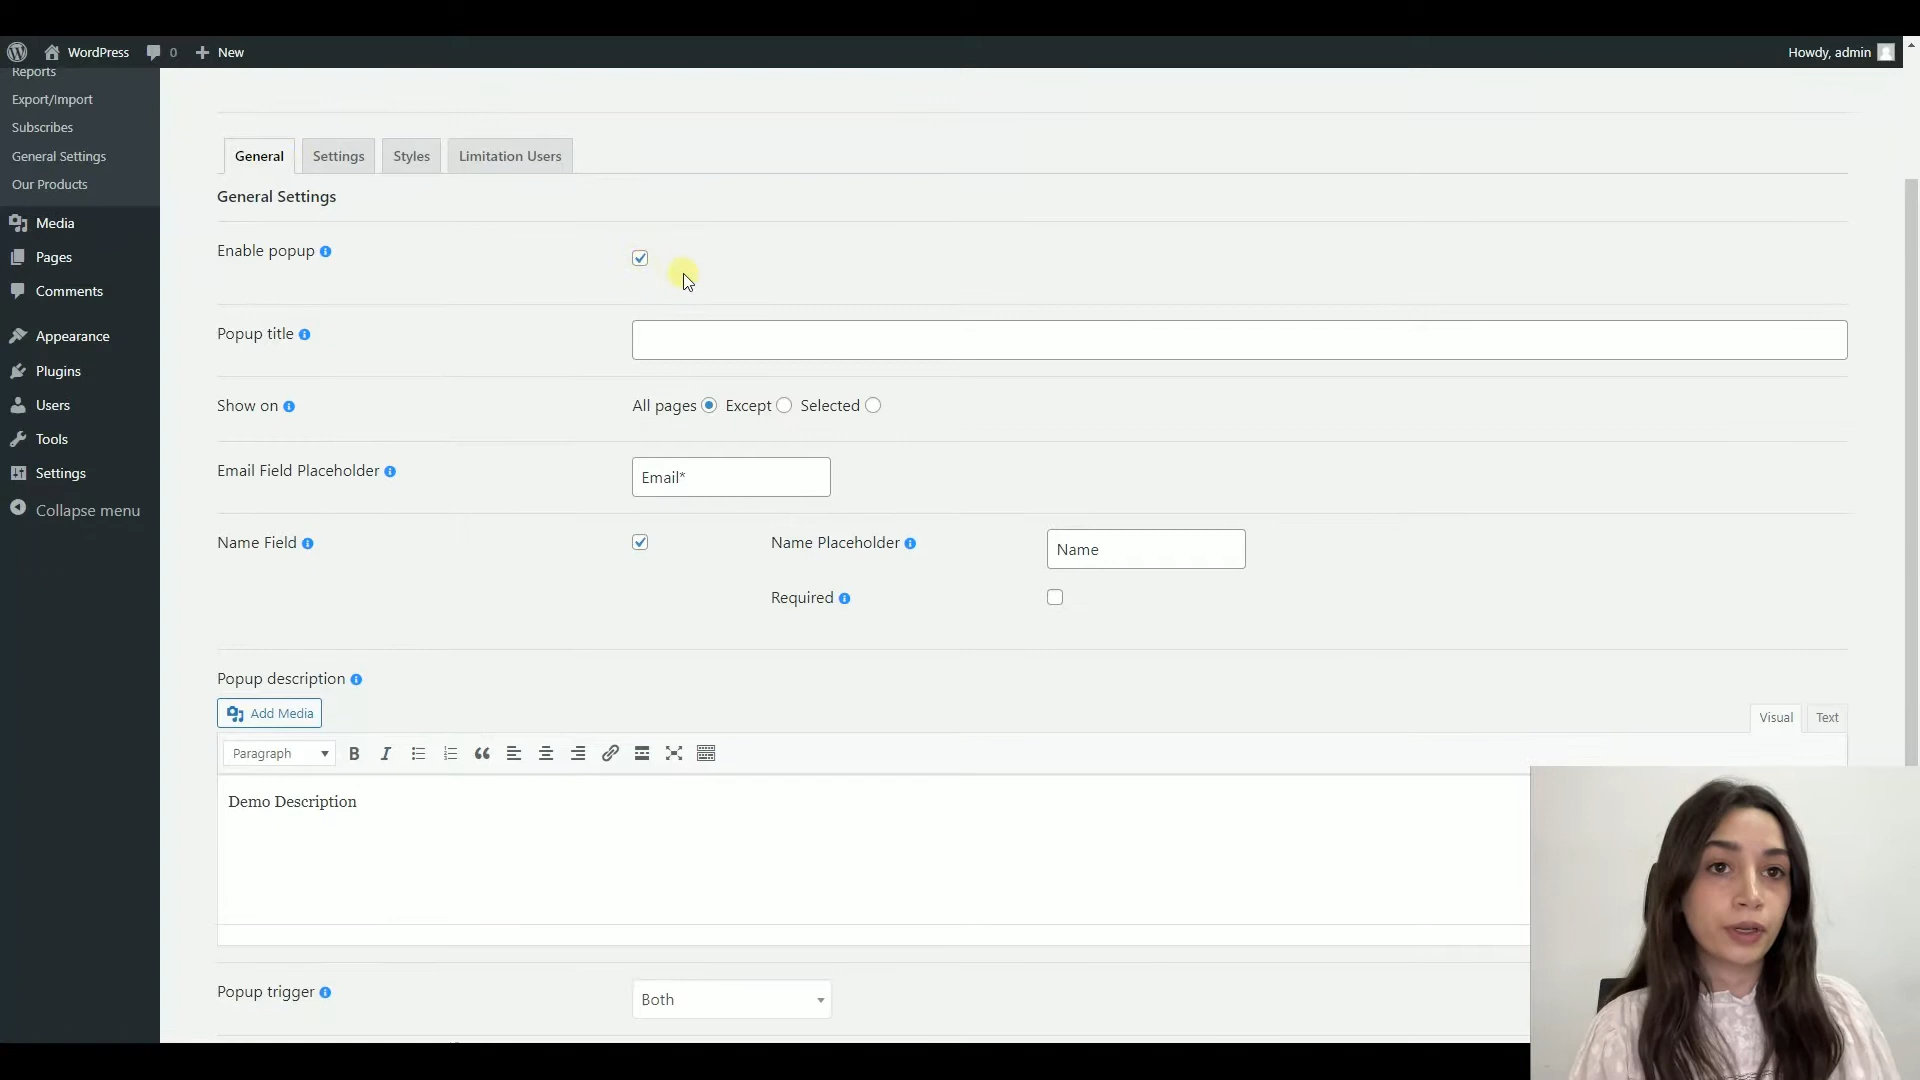 WordPress 0 New Howdy, admin
Reports
Export/Import
Subscribes
General Settings
Our Products
Media
Pages
Comments
Appearance
Plugins
Users
Tools
Settings
Collapse menu
General Settings Styles Limitation Users
General Settings
Enable popup
Popup title
Show on All pages Except Selected
Email Field Placeholder Email*
Name Field Name Placeholder Name
Required
Popup description
Add Media Visual Text
Paragraph B I
Demo Description
Popup trigger Both